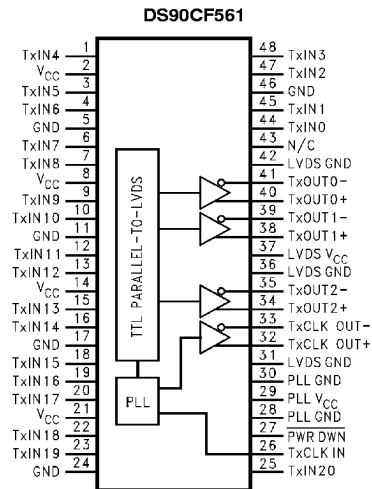 DS90CF561
TxIN4 1 48 TxIN3
VCC 2 47 TxIN2
TxIN5 3 46 GND
TxIN6 4 45 TxIN1
GND 5 44 TxIN0
TxIN7 6 43 N/C
TxIN8 7 42 LVDS GND
VCC 8 41 TxOUT0-
TxIN9 9 40 TxOUT0+
TxIN10 10 39 TxOUT1-
GND 11 38 TxOUT1+
TxIN11 12 37 LVDS VCC
TxIN12 13 36 LVDS GND
VCC 14 35 TxOUT2-
TxIN13 15 34 TxOUT2+
TxIN14 16 33 TxCLK OUT-
GND 17 32 TxCLK OUT+
TxIN15 18 31 LVDS GND
TxIN16 19 30 PLL GND
TxIN17 20 29 PLL VCC
VCC 21 28 PLL GND
TxIN18 22 27 PWR DWN
TxIN19 23 26 TxCLK IN
GND 24 25 TxIN20
TTL PARALLEL-TO-LVDS
PLL